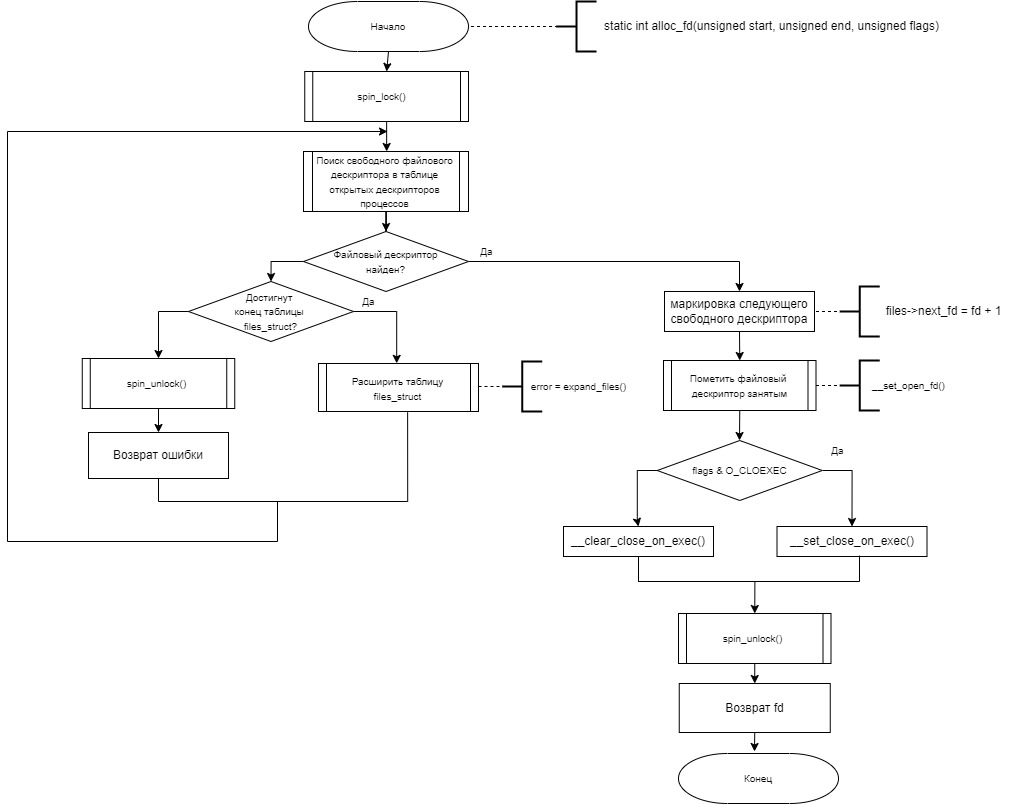 Начало
static int alloc_fd(unsigned start, unsigned end, unsigned flags)
spin_lock()
Поиск свободного файлового
дескриптора в таблице
открытых дескрипторов
процессов
Файловый дескриптор
найден?
Да
Достигнут
конец таблицы
files_struct?
Да
маркировка следующего
свободного дескриптора
files->next_fd = fd + 1
spin_unlock()
Расширить таблицу
files_struct
error = expand_files()
Пометить файловый
дескриптор занятым
__set_open_fd()
Возврат ошибки
flags & O_CLOEXEC
Да
__clear_close_on_exec()
__set_close_on_exec()
spin_unlock()
Возврат fd
Конец